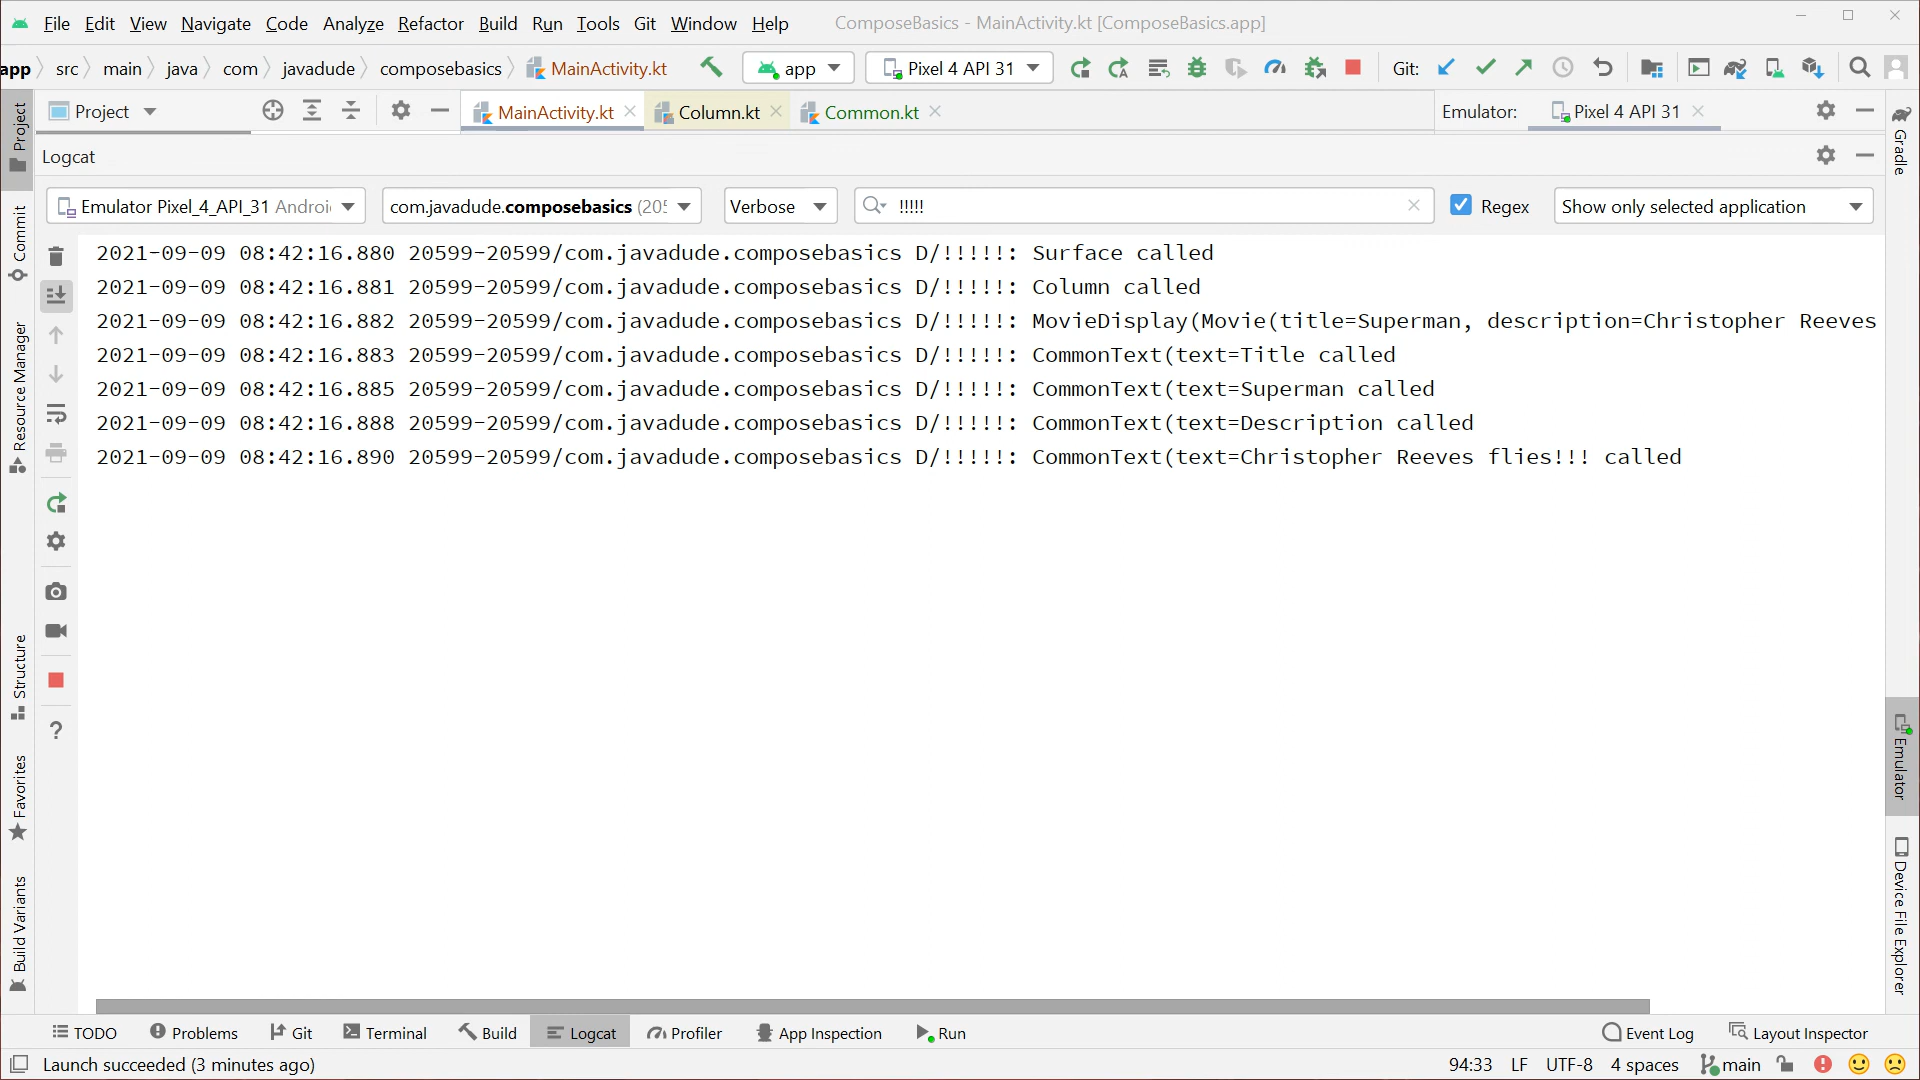 File Edit View Navigate Code Analyze Refactor Build Run Tools Git Window Help ComposeBasics - MainActivity.kt [ComposeBasics.app]
app src main java com javadude composebasics MainActivity.kt app Pixel 4 API 31 Git:
Project MainActivity.kt Column.kt Common.kt Emulator: Pixel 4 API 31
Logcat
Emulator Pixel_4_API_31 Androi com.javadude.composebasics (205 Verbose !!!!! Regex Show only selected application
2021-09-09 08:42:16.880 20599-20599/com.javadude.composebasics D/!!!!!!: Surface called
2021-09-09 08:42:16.881 20599-20599/com.javadude.composebasics D/!!!!!!: Column called
2021-09-09 08:42:16.882 20599-20599/com.javadude.composebasics D/!!!!!!: MovieDisplay(Movie(title=Superman, description=Christopher Reeves
2021-09-09 08:42:16.883 20599-20599/com.javadude.composebasics D/!!!!!!: CommonText(text=Title called
2021-09-09 08:42:16.885 20599-20599/com.javadude.composebasics D/!!!!!!: CommonText(text=Superman called
2021-09-09 08:42:16.888 20599-20599/com.javadude.composebasics D/!!!!!!: CommonText(text=Description called
2021-09-09 08:42:16.890 20599-20599/com.javadude.composebasics D/!!!!!!: CommonText(text=Christopher Reeves flies!!! called
Project
Commit
Resource Manager
Structure
Favorites
Build Variants
Gradle
Emulator
Device File Explorer
TODO Problems Git Terminal Build Logcat Profiler App Inspection Run Event Log Layout Inspector
Launch succeeded (3 minutes ago) 94:33 LF UTF-8 4 spaces main